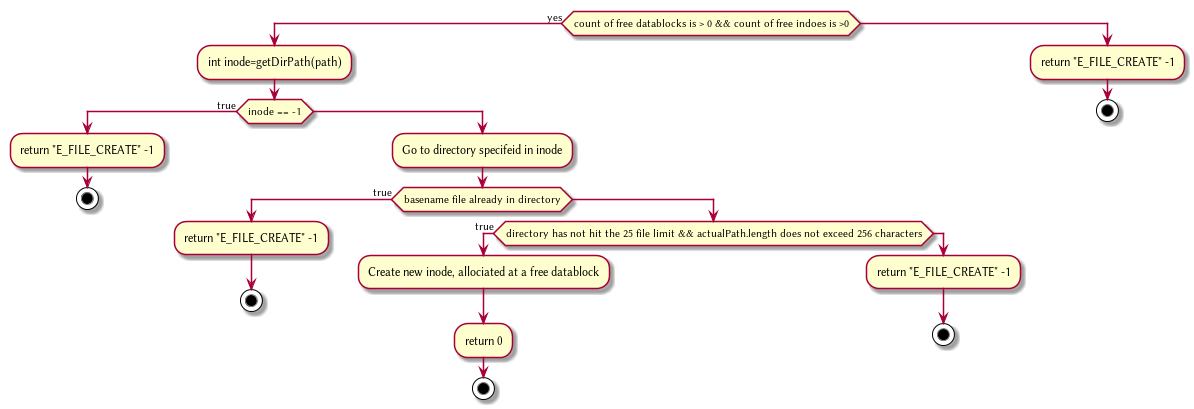 yes
count of free datablocks is > 0 && count of free indoes is >0
int inode=getDirPath(path)
return "E_FILE_CREATE" -1
true
inode == -1
return "E_FILE_CREATE" -1
Go to directory specifeid in inode
true
basename file already in directory
return "E_FILE_CREATE" -1
true
directory has not hit the 25 file limit && actualPath.length does not exceed 256 characters
Create new inode, allociated at a free datablock
return "E_FILE_CREATE" -1
return 0